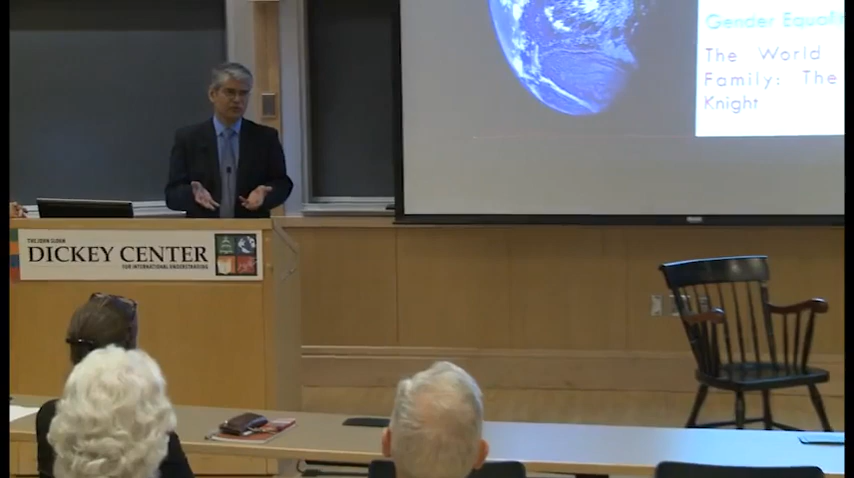 Gender Equali
The World
Family: The
Knight
THE JOHN SLOAN
DICKEY CENTER
FOR INTERNATIONAL UNDERSTANDING